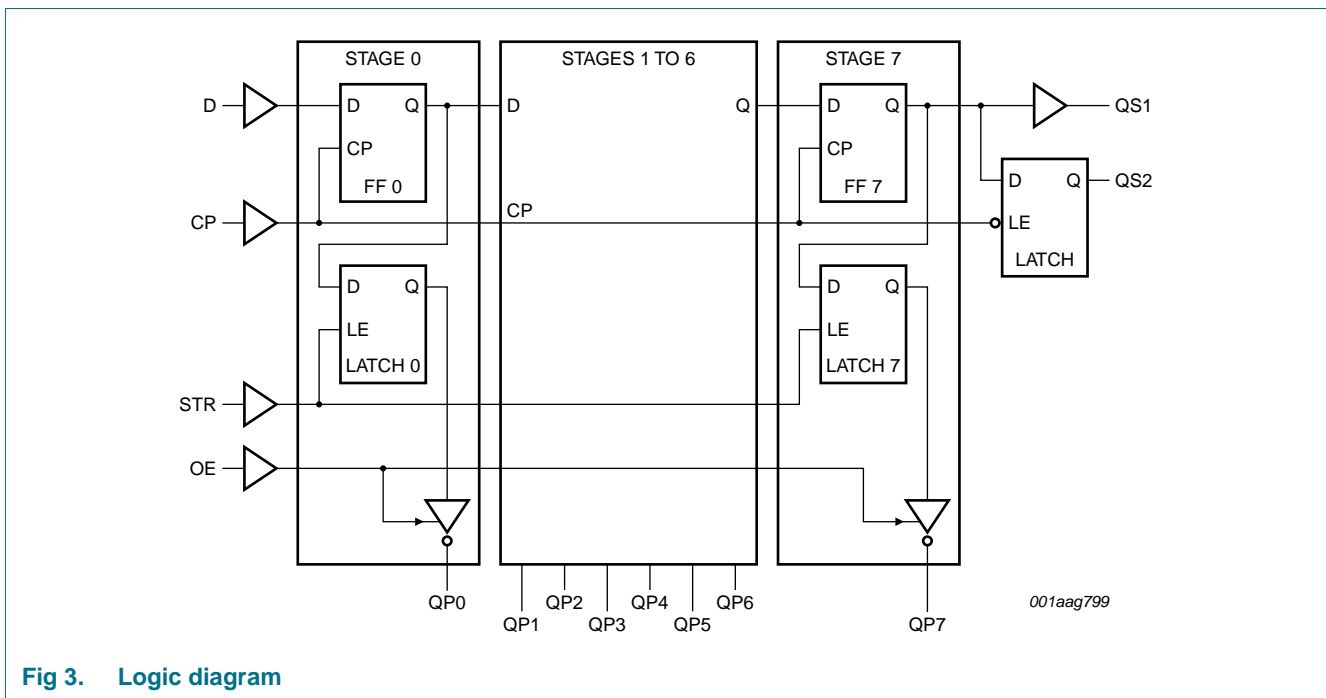 STAGE 0
STAGES 1 TO 6
STAGE 7
D
D
Q
D
Q
D
Q
QS1
CP
CP
D
Q
QS2
FF 0
FF 7
CP
CP
LE
LATCH
D
Q
D
Q
LE
LE
LATCH 0
LATCH 7
STR
OE
QP0
QP2
QP4
QP6
001aag799
QP1
QP3
QP5
QP7
Fig 3. Logic diagram